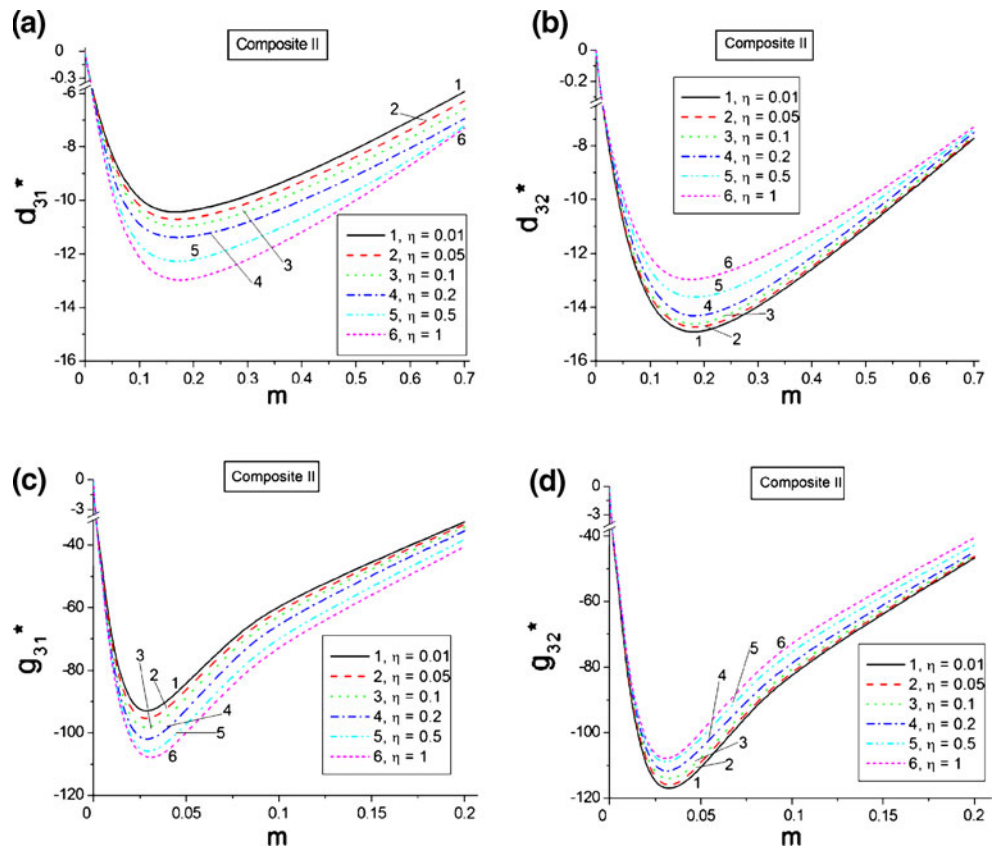 (a)
Composite II
d31*
0
-0.3
-6
-8
-10
-12
-14
-16
1
2
3
4
5
6
1, η = 0.01
2, η = 0.05
3, η = 0.1
4, η = 0.2
5, η = 0.5
6, η = 1
0 0.1 0.2 0.3 0.4 0.5 0.6 0.7
m
(b)
Composite II
d32*
0
-0.2
-8
-10
-12
-14
-16
1, η = 0.01
2, η = 0.05
3, η = 0.1
4, η = 0.2
5, η = 0.5
6, η = 1
6
5
4
3
1
2
0 0.1 0.2 0.3 0.4 0.5 0.6 0.7
m
(c)
Composite II
g31*
0
-3
-40
-60
-80
-100
-120
3
2
1
4
5
6
1, η = 0.01
2, η = 0.05
3, η = 0.1
4, η = 0.2
5, η = 0.5
6, η = 1
0 0.05 0.1 0.15 0.2
m
(d)
Composite II
g32*
0
-3
-40
-60
-80
-100
-120
4
5
6
3
2
1
1, η = 0.01
2, η = 0.05
3, η = 0.1
4, η = 0.2
5, η = 0.5
6, η = 1
0 0.05 0.1 0.15 0.2
m